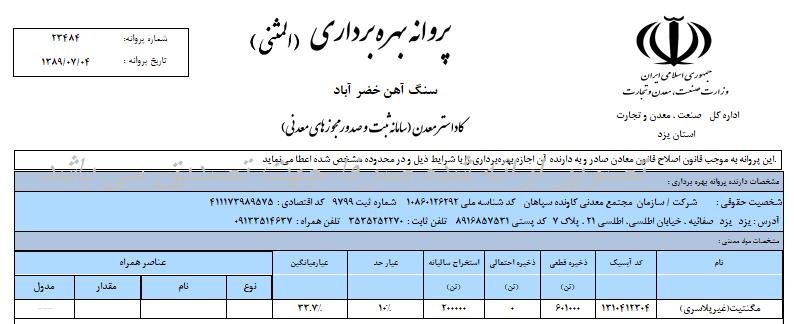 جمهوری اسلامی ایران
وزارت صنعت، معدن و تجارت
اداره کل صنعت ، معدن و تجارت
استان یزد
پروانه بهره برداری (المثنی)
سنگ آهن خضر آباد
کاداستر معدن (سامانه ثبت و صدور مجوزهای معدنی)
شماره پروانه: ۲۳۴۸۴
تاریخ پروانه : ۱۳۸۹/۰۷/۰۴
این پروانه به موجب قانون اصلاح قانون معادن صادر و به دارنده آن اجازه بهره‌برداری را با شرایط ذیل و در محدوده مشخص شده اعطا می نماید.
مشخصات دارنده پروانه بهره برداری :
شخصیت حقوقی : شرکت / سازمان مجتمع معدنی کاونده سپاهان کد شناسه ملی ۱۰۸۶۰۱۲۶۲۹۲ شماره ثبت ۹۷۹۹ کد اقتصادی : ۴۱۱۱۷۳۹۸۹۵۷۵
آدرس : یزد یزد صفائیه ، خیابان اطلسی، اطلسی ۲۱ ، پلاک ۷ کد پستی ۸۹۱۶۸۵۷۵۳۱ تلفن ثابت : ۳۵۳۵۲۵۲۲۷۰ تلفن همراه : ۰۹۱۳۳۵۱۴۶۳۷
مشخصات مواد معدنی :
نام کد آیسیک ذخیره قطعی (تن) ذخیره احتمالی (تن) استخراج سالیانه (تن) عیار حد عیارمیانگین عناصر همراه
نوع نام مقدار مدول
مگنتیت(غیرپلاسری) ۱۳۱۰۴۱۲۳۰۴ ۶۰۱۰۰۰ ۰ ۲۰۰۰۰۰ ۱۰% ۳۳.۷% ----